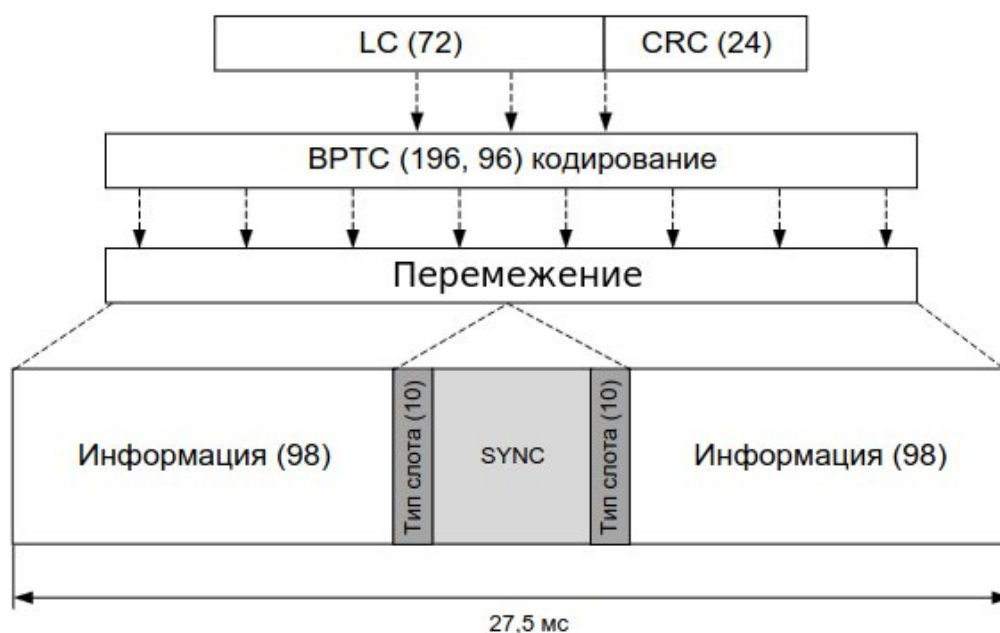 LC (72)
CRC (24)
BPTC (196, 96) кодирование
Перемежение
Информация (98)
Тип слота (10)
SYNC
Тип слота (10)
Информация (98)
27,5 мс